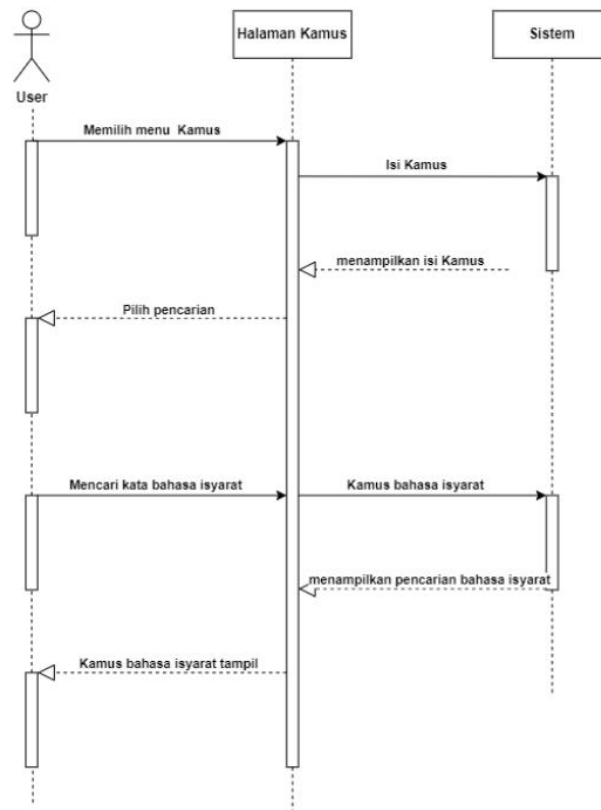 Halaman Kamus
Sistem
User
Memilih menu Kamus
Isi Kamus
menampilkan isi Kamus
Pilih pencarian
Mencari kata bahasa isyarat
Kamus bahasa isyarat
menampilkan pencarian bahasa isyarat
Kamus bahasa isyarat tampil